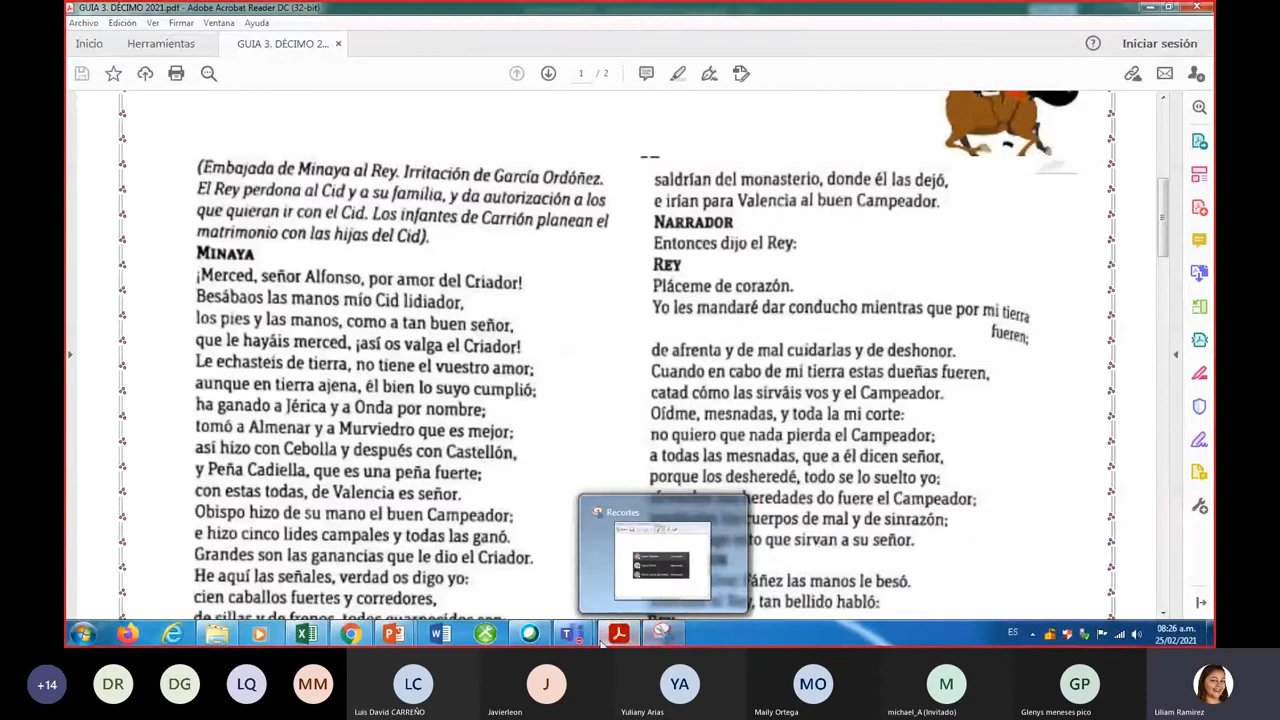 GUIA 3. DÉCIMO 2021.pdf - Adobe Acrobat Reader DC (32-bit)
Archivo Edición Ver Firmar Ventana Ayuda
Inicio Herramientas GUIA 3. DÉCIMO 2... × Iniciar sesión
1 / 2
(Embajada de Minaya al Rey. Irritación de García Ordóñez.
El Rey perdona al Cid y a su familia, y da autorización a los
que quieran ir con el Cid. Los infantes de Carrión planean el
matrimonio con las hijas del Cid).
MINAYA
¡Merced, señor Alfonso, por amor del Criador!
Besábaos las manos mío Cid lidiador,
los pies y las manos, como a tan buen señor,
que le hayáis merced, ¡así os valga el Criador!
Le echasteis de tierra, no tiene el vuestro amor;
aunque en tierra ajena, él bien lo suyo cumplió;
ha ganado a Jérica y a Onda por nombre;
tomó a Almenar y a Murviedro que es mejor;
así hizo con Cebolla y después con Castellón,
y Peña Cadiella, que es una peña fuerte;
con estas todas, de Valencia es señor.
Obispo hizo de su mano el buen Campeador;
e hizo cinco lides campales y todas las ganó.
Grandes son las ganancias que le dio el Criador.
He aquí las señales, verdad os digo yo:
cien caballos fuertes y corredores,
de sillas y de frenos, todos guarnecidos son;
saldrían del monasterio, donde él las dejó,
e irían para Valencia al buen Campeador.
NARRADOR
Entonces dijo el Rey:
REY
Pláceme de corazón.
Yo les mandaré dar conducho mientras que por mi tierra
fueren;
de afrenta y de mal cuidarlas y de deshonor.
Cuando en cabo de mi tierra estas dueñas fueren,
catad cómo las sirváis vos y el Campeador.
Oídme, mesnadas, y toda la mi corte:
no quiero que nada pierda el Campeador;
a todas las mesnadas, que a él dicen señor,
porque los desheredé, todo se lo suelto yo;
heredades do fuere el Campeador;
cuerpos de mal y de sinrazón;
to que sirvan a su señor.
áñez las manos le besó.
, tan bellido habló:
REY
Recortes
ES
08:26 a.m.
25/02/2021
+14 DR DG LQ MM LC J YA MO M GP
Luis David CARREÑO Javierleon Yuliany Arias Maily Ortega michael_A (Invitado) Glenys meneses pico Liliam Ramirez